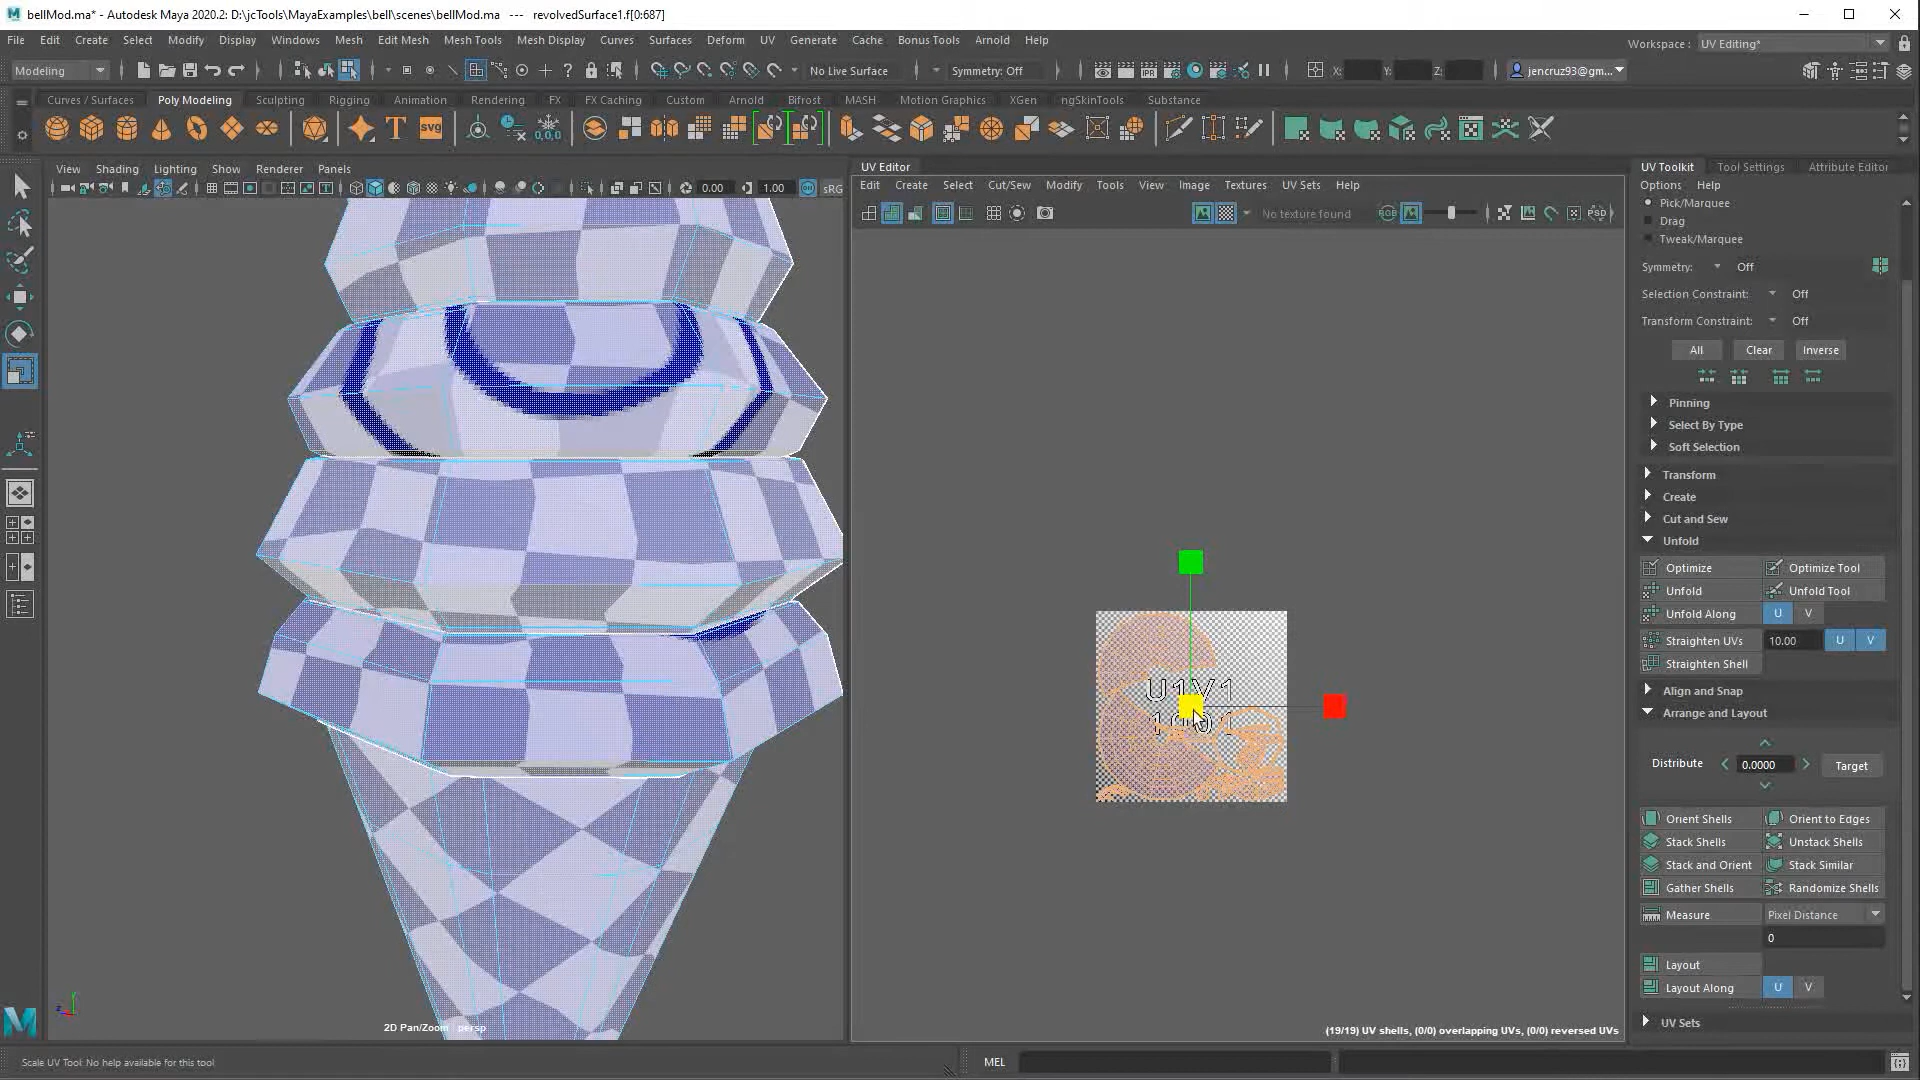 bellMod.ma* - Autodesk Maya 2020.2: D:\jcTools\MayaExamples\bell\scenes\bellMod.ma --- revolvedSurface1.f[0:687]
File Edit Create Select Modify Display Windows Mesh Edit Mesh Mesh Tools Mesh Display Curves Surfaces Deform UV Generate Cache Bonus Tools Arnold Help
Workspace : UV Editing*
Modeling No Live Surface Symmetry: Off X: Y: Z: jencruz93@gm...
Curves / Surfaces Poly Modeling Sculpting Rigging Animation Rendering FX FX Caching Custom Arnold Bifrost MASH Motion Graphics XGen ngSkinTools Substance
T svg 0,0,0
View Shading Lighting Show Renderer Panels
0.00 1.00 sRG
UV Editor
Edit Create Select Cut/Sew Modify Tools View Image Textures UV Sets Help
No texture found RGB PSD
U1V1
2D Pan/Zoom : persp
(19/19) UV shells, (0/0) overlapping UVs, (0/0) reversed UVs
UV Toolkit Tool Settings Attribute Editor
Options Help
Pick/Marquee
Drag
Tweak/Marquee
Symmetry: Off
Selection Constraint: Off
Transform Constraint: Off
All Clear Inverse
Pinning
Select By Type
Soft Selection
Transform
Create
Cut and Sew
Unfold
Optimize Optimize Tool
Unfold Unfold Tool
Unfold Along U V
Straighten UVs 10.00 U V
Straighten Shell
Align and Snap
Arrange and Layout
Distribute 0.0000 Target
Orient Shells Orient to Edges
Stack Shells Unstack Shells
Stack and Orient Stack Similar
Gather Shells Randomize Shells
Measure Pixel Distance
0
Layout
Layout Along U V
UV Sets
Scale UV Tool: No help available for this tool
MEL